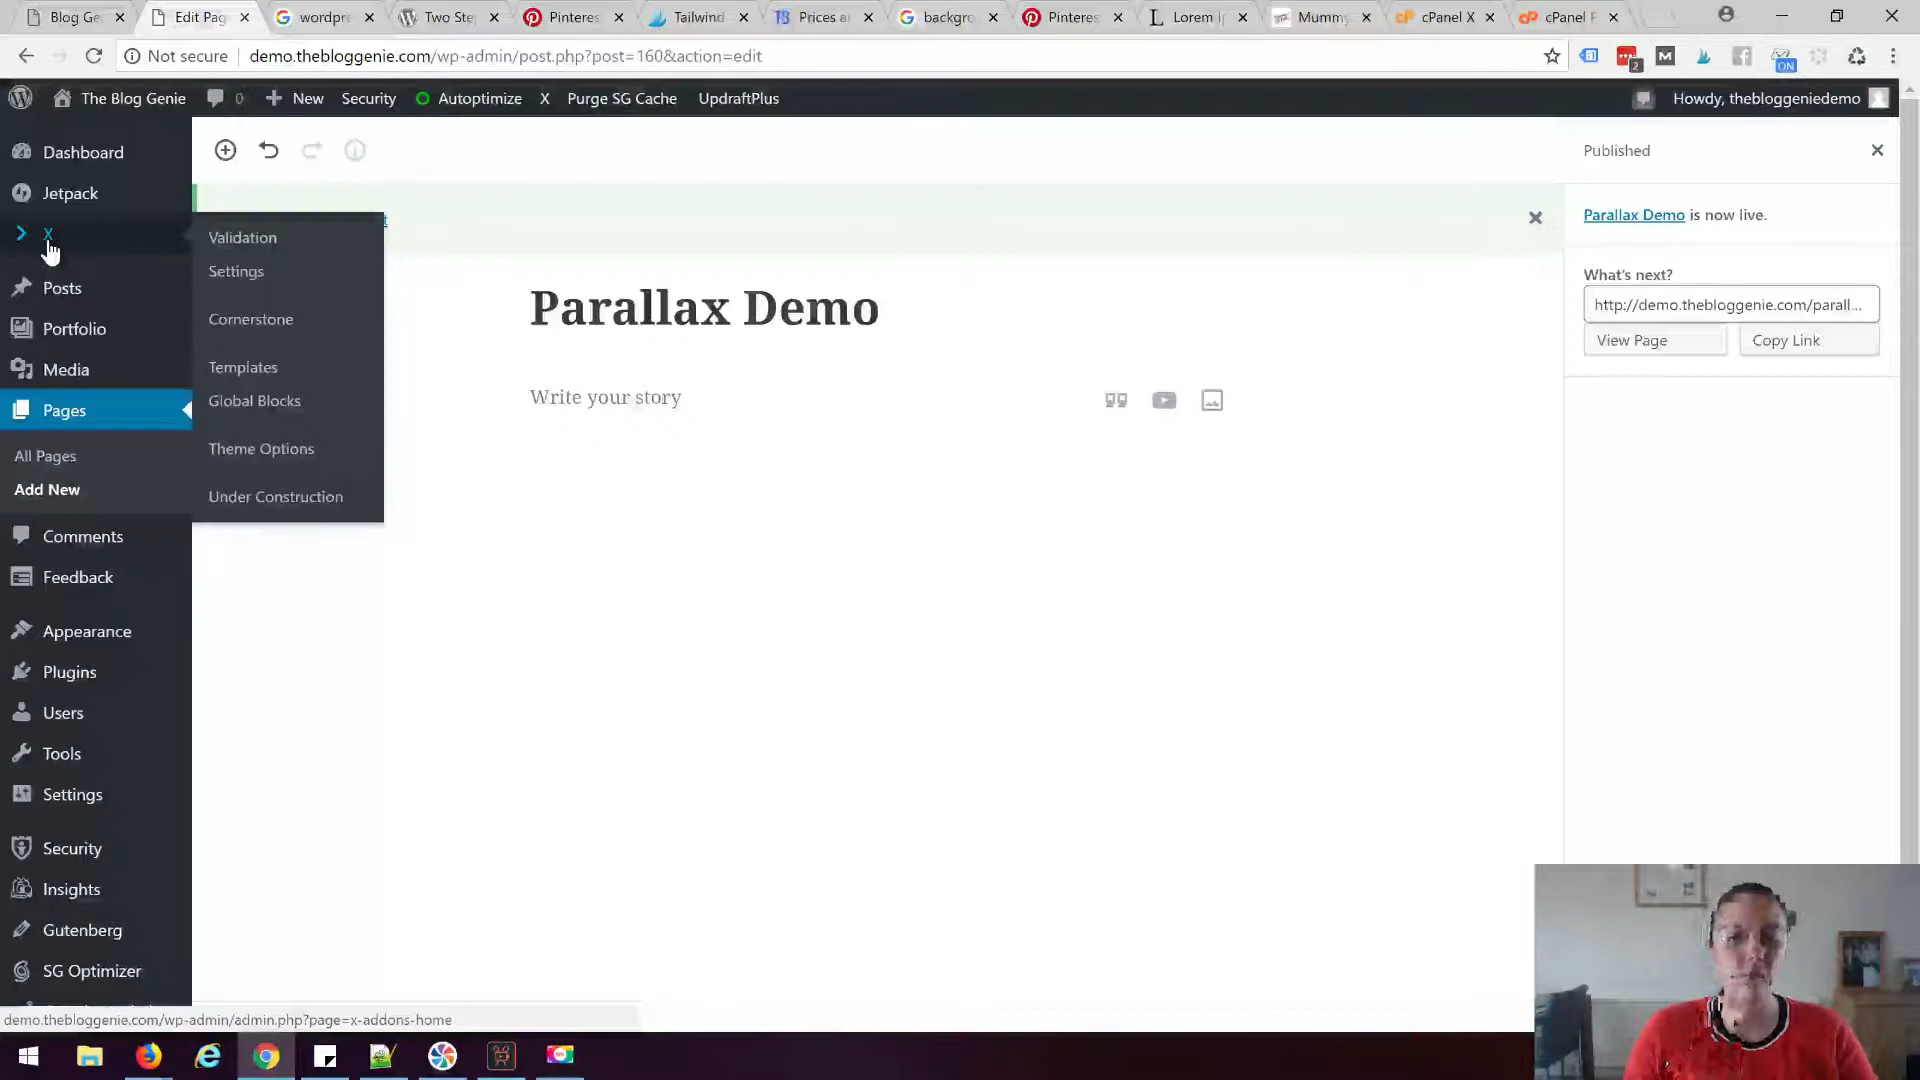 Blog Ge
Edit Pag
wordpre
Two Ste
Pinteres
Tailwind
Prices a
backgro
Pinteres
Lorem I
Mummy
cPanel X
cPanel F
Not secure
demo.thebloggenie.com/wp-admin/post.php?post=160&action=edit
2
ON
The Blog Genie
0
New
Security
Autoptimize
X
Purge SG Cache
UpdraftPlus
Howdy, thebloggeniedemo
Dashboard
Jetpack
X
Posts
Portfolio
Media
Pages
All Pages
Add New
Comments
Feedback
Appearance
Plugins
Users
Tools
Settings
Security
Insights
Gutenberg
SG Optimizer
Validation
Settings
Cornerstone
Templates
Global Blocks
Theme Options
Under Construction
Parallax Demo
Write your story
Published
Parallax Demo is now live.
What's next?
http://demo.thebloggenie.com/parall...
View Page
Copy Link
demo.thebloggenie.com/wp-admin/admin.php?page=x-addons-home